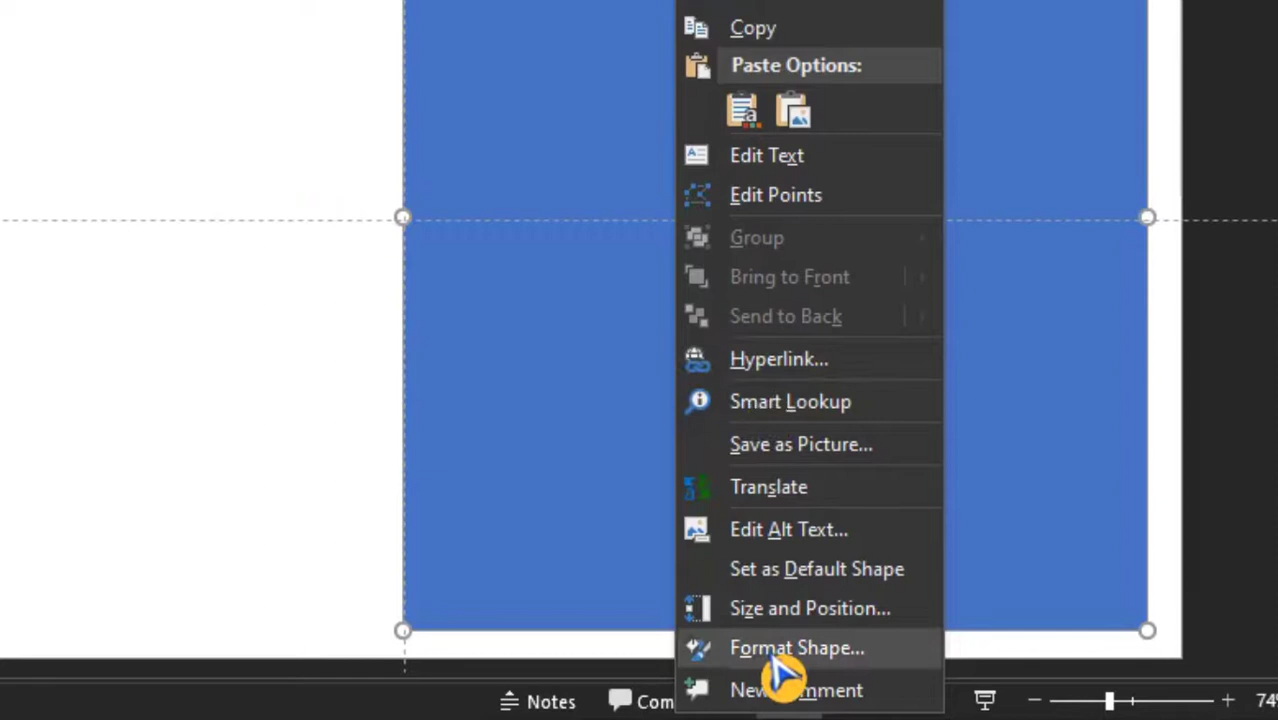 Copy
Paste Options:
Edit Text
Edit Points
Group
Bring to Front
Send to Back
Hyperlink...
Smart Lookup
Save as Picture...
Translate
Edit Alt Text...
Set as Default Shape
Size and Position...
Format Shape...
Notes